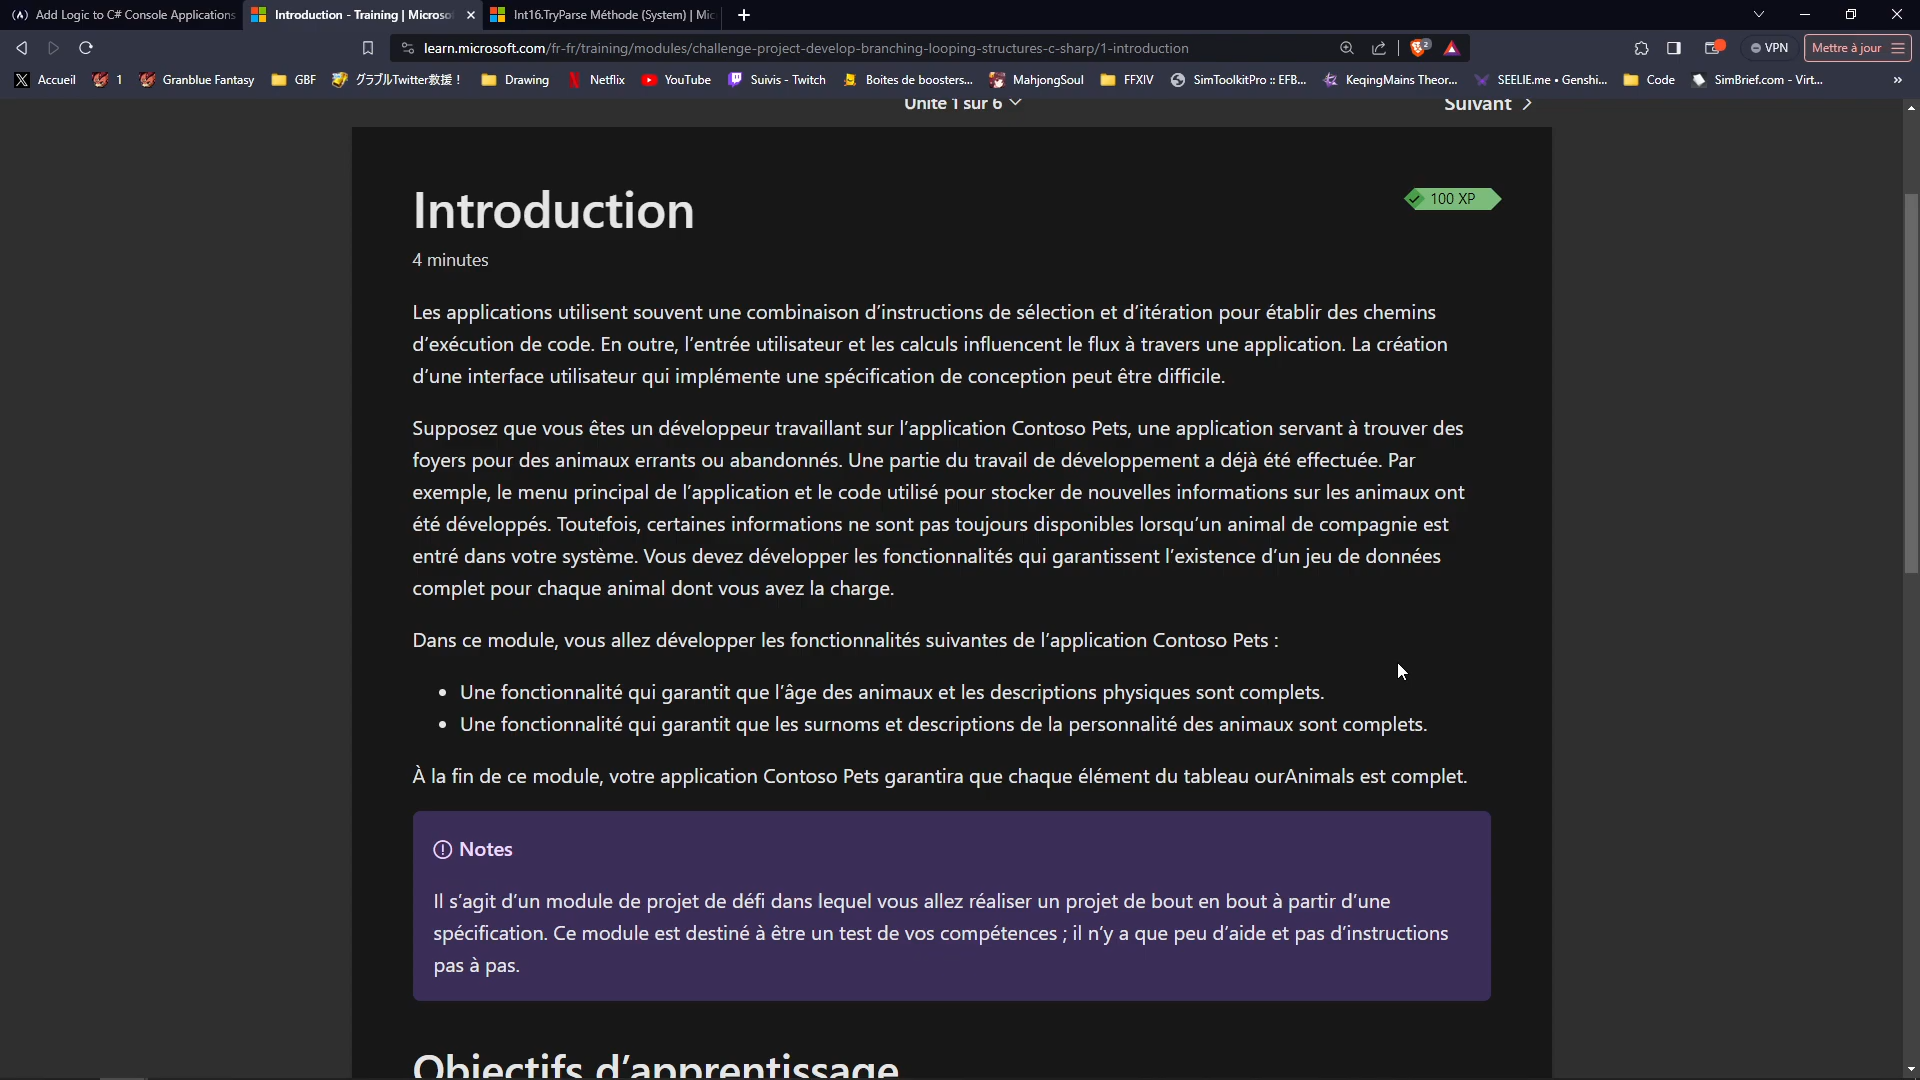 Add Logic to C# Console Applications
Introduction - Training | Microso
Int16.TryParse Méthode (System) | Mic
learn.microsoft.com/fr-fr/training/modules/challenge-project-develop-branching-looping-structures-c-sharp/1-introduction
2
VPN
Mettre à jour
Accueil
1
Granblue Fantasy
GBF
グラブルTwitter救援！
Drawing
Netflix
YouTube
Suivis - Twitch
Boites de boosters...
MahjongSoul
FFXIV
SimToolkitPro :: EFB...
KeqingMains Theor...
SEELIE.me • Genshi...
Code
SimBrief.com - Virt...
Unité 1 sur 6
Suivant
Introduction
100 XP
4 minutes
Les applications utilisent souvent une combinaison d’instructions de sélection et d’itération pour établir des chemins
d’exécution de code. En outre, l’entrée utilisateur et les calculs influencent le flux à travers une application. La création
d’une interface utilisateur qui implémente une spécification de conception peut être difficile.
Supposez que vous êtes un développeur travaillant sur l’application Contoso Pets, une application servant à trouver des
foyers pour des animaux errants ou abandonnés. Une partie du travail de développement a déjà été effectuée. Par
exemple, le menu principal de l’application et le code utilisé pour stocker de nouvelles informations sur les animaux ont
été développés. Toutefois, certaines informations ne sont pas toujours disponibles lorsqu’un animal de compagnie est
entré dans votre système. Vous devez développer les fonctionnalités qui garantissent l’existence d’un jeu de données
complet pour chaque animal dont vous avez la charge.
Dans ce module, vous allez développer les fonctionnalités suivantes de l’application Contoso Pets :
• Une fonctionnalité qui garantit que l’âge des animaux et les descriptions physiques sont complets.
• Une fonctionnalité qui garantit que les surnoms et descriptions de la personnalité des animaux sont complets.
À la fin de ce module, votre application Contoso Pets garantira que chaque élément du tableau ourAnimals est complet.
Notes
Il s’agit d’un module de projet de défi dans lequel vous allez réaliser un projet de bout en bout à partir d’une
spécification. Ce module est destiné à être un test de vos compétences ; il n’y a que peu d’aide et pas d’instructions
pas à pas.
Objectifs d’apprentissage